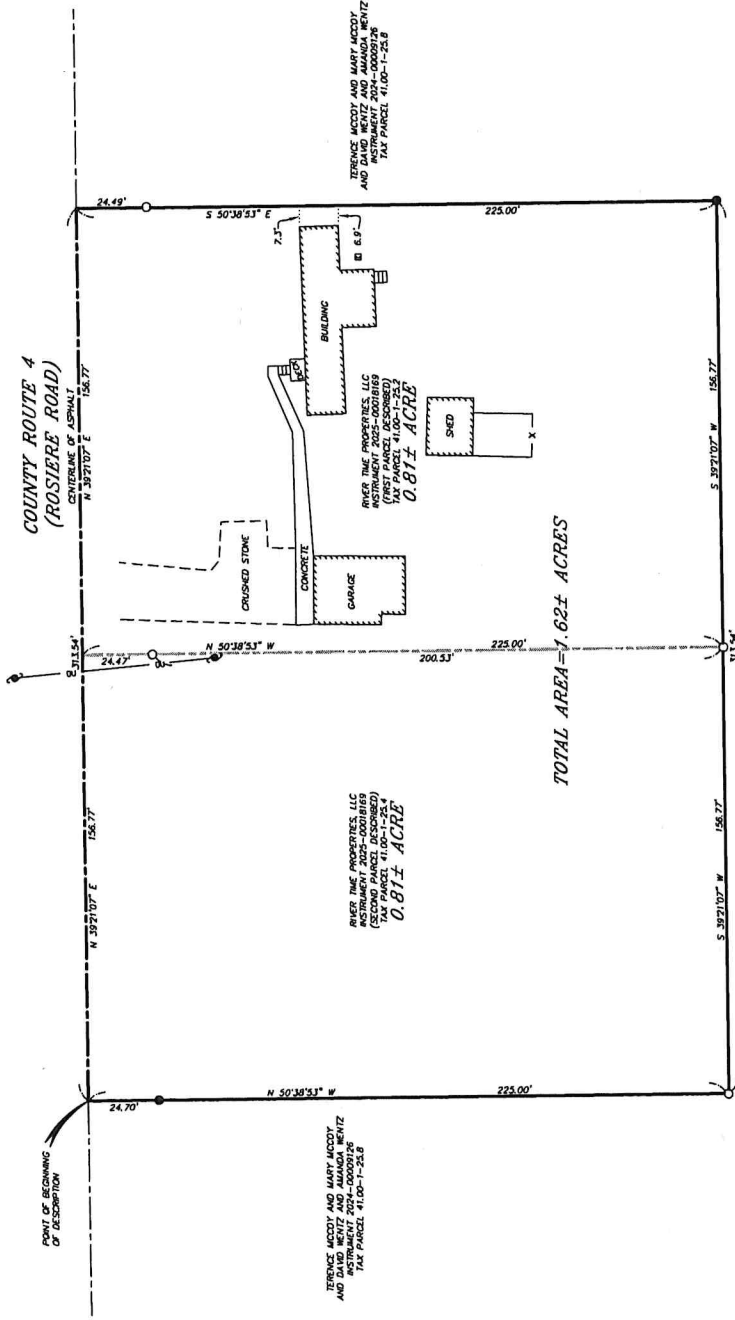 COUNTY ROUTE 4
(ROSIERE ROAD)
CENTERLINE OF ASPHALT
N 39°21'07" E
156.77'
N 39°21'07" E
156.77'
313.54'
POINT OF BEGINNING
OF DESCRIPTION
24.70'
N 50°38'53" W
225.00'
TERENCE MCCOY AND MARY MCCOY
AND DAVID WENTZ AND AMANDA WENTZ
INSTRUMENT 2024-00009126
TAX PARCEL 41.00-1-25.8
RIVER TIME PROPERTIES, LLC
INSTRUMENT 2025-00018169
(SECOND PARCEL DESCRIBED)
TAX PARCEL 41.00-1-25.4
0.81± ACRE
24.47'
N 50°38'53" W
200.53'
225.00'
CRUSHED STONE
CONCRETE
GARAGE
DECK
BUILDING
7.3'
6.9'
SHED
X
RIVER TIME PROPERTIES, LLC
INSTRUMENT 2025-00018169
(FIRST PARCEL DESCRIBED)
TAX PARCEL 41.00-1-25.2
0.81± ACRE
TOTAL AREA=1.62± ACRES
24.49'
S 50°38'53" E
225.00'
TERENCE MCCOY AND MARY MCCOY
AND DAVID WENTZ AND AMANDA WENTZ
INSTRUMENT 2024-00009126
TAX PARCEL 41.00-1-25.8
S 39°21'07" W
156.77'
S 39°21'07" W
156.77'
313.54'